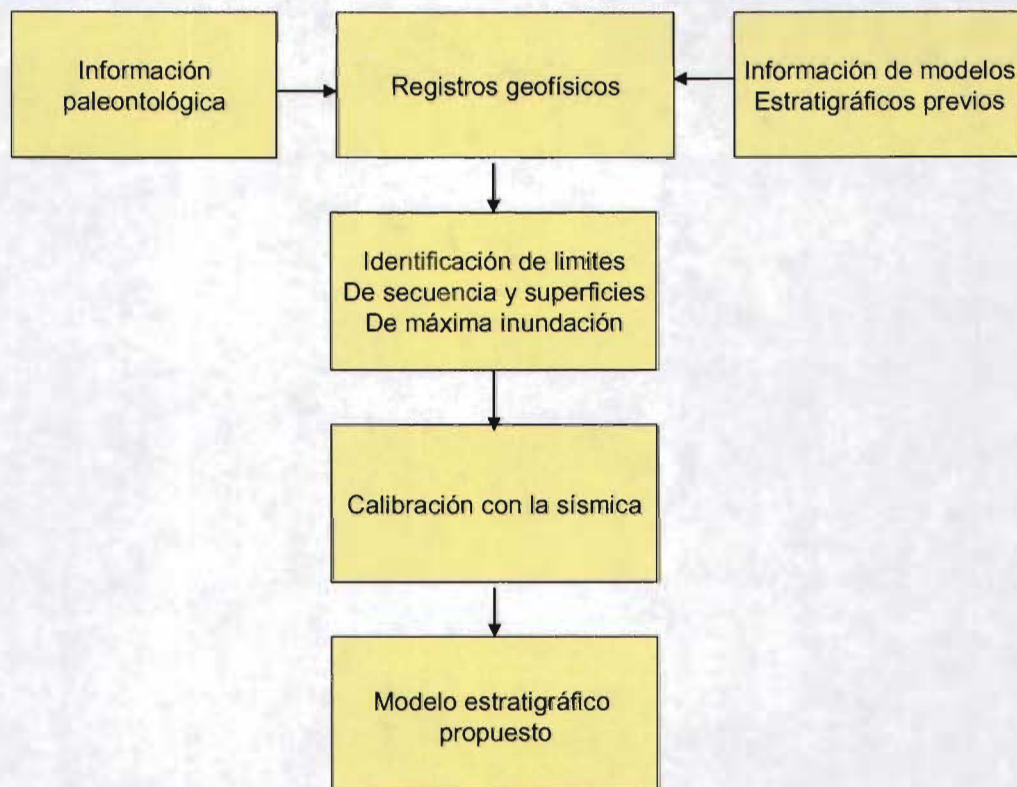 Información
paleontológica
Registros geofísicos
Información de modelos
Estratigráficos previos
Identificación de limites
De secuencia y superficies
De máxima inundación
Calibración con la sísmica
Modelo estratigráfico
propuesto